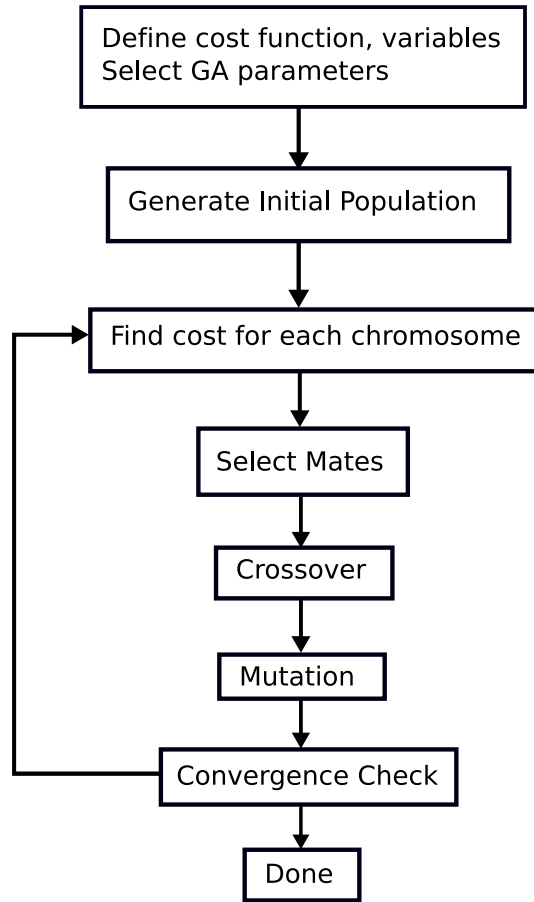 Define cost function, variables
Select GA parameters
Generate Initial Population
Find cost for each chromosome
Select Mates
Crossover
Mutation
Convergence Check
Done